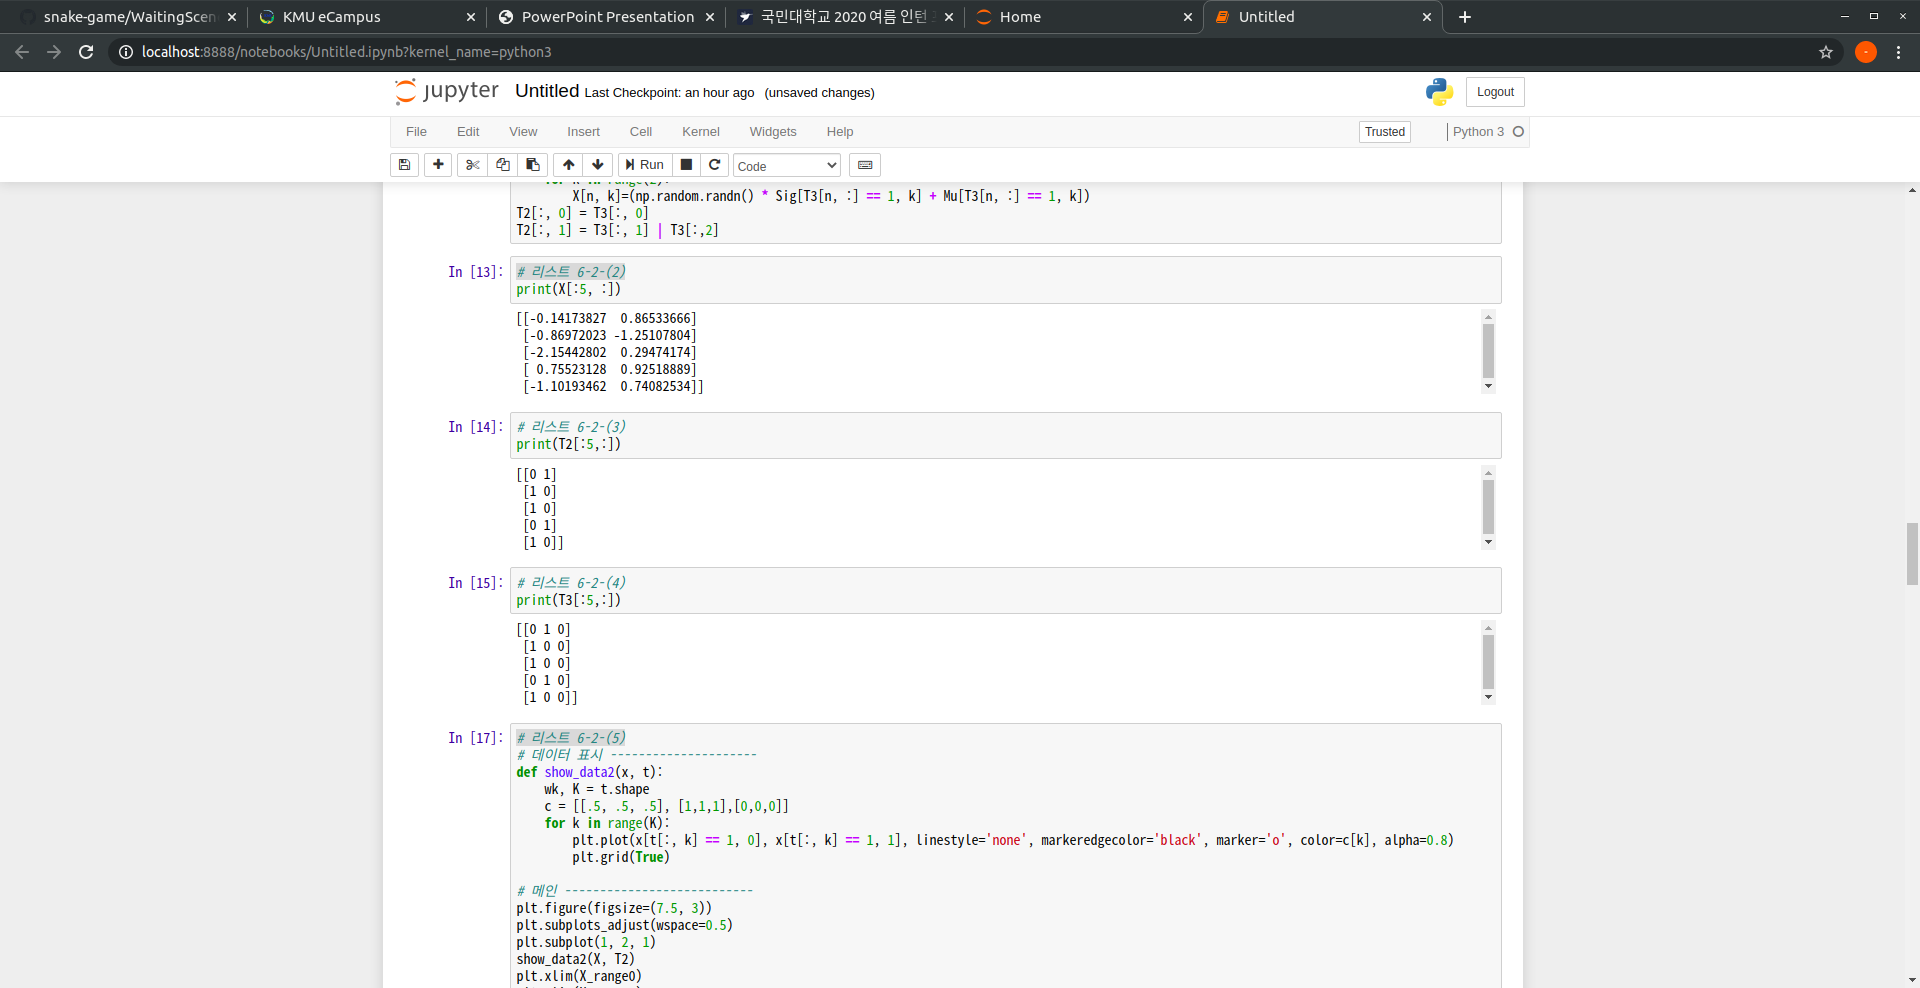 snake-game/WaitingScen
KMU eCampus
PowerPoint Presentation
국민대학교 2020 여름 인턴
Home
Untitled
localhost:8888/notebooks/Untitled.ipynb?kernel_name=python3
jupyter Untitled Last Checkpoint: an hour ago (unsaved changes)
Logout
File Edit View Insert Cell Kernel Widgets Help
Trusted
Python 3
Run
Code
X[n, k]=(np.random.randn() * Sig[T3[n, :] == 1, k] + Mu[T3[n, :] == 1, k])
T2[:, 0] = T3[:, 0]
T2[:, 1] = T3[:, 1] | T3[:,2]
In [13]:
# 리스트 6-2-(2)
print(X[:5, :])
[[-0.14173827  0.86533666]
[-0.86972023 -1.25107804]
[-2.15442802  0.29474174]
[ 0.75523128  0.92518889]
[-1.10193462  0.74082534]]
In [14]:
# 리스트 6-2-(3)
print(T2[:5,:])
[[0 1]
[1 0]
[1 0]
[0 1]
[1 0]]
In [15]:
# 리스트 6-2-(4)
print(T3[:5,:])
[[0 1 0]
[1 0 0]
[1 0 0]
[0 1 0]
[1 0 0]]
In [17]:
# 리스트 6-2-(5)
# 데이터 표시 ---------------------
def show_data2(x, t):
wk, K = t.shape
c = [[.5, .5, .5], [1,1,1],[0,0,0]]
for k in range(K):
plt.plot(x[t[:, k] == 1, 0], x[t[:, k] == 1, 1], linestyle='none', markeredgecolor='black', marker='o', color=c[k], alpha=0.8)
plt.grid(True)
# 메인 ---------------------------
plt.figure(figsize=(7.5, 3))
plt.subplots_adjust(wspace=0.5)
plt.subplot(1, 2, 1)
show_data2(X, T2)
plt.xlim(X_range0)